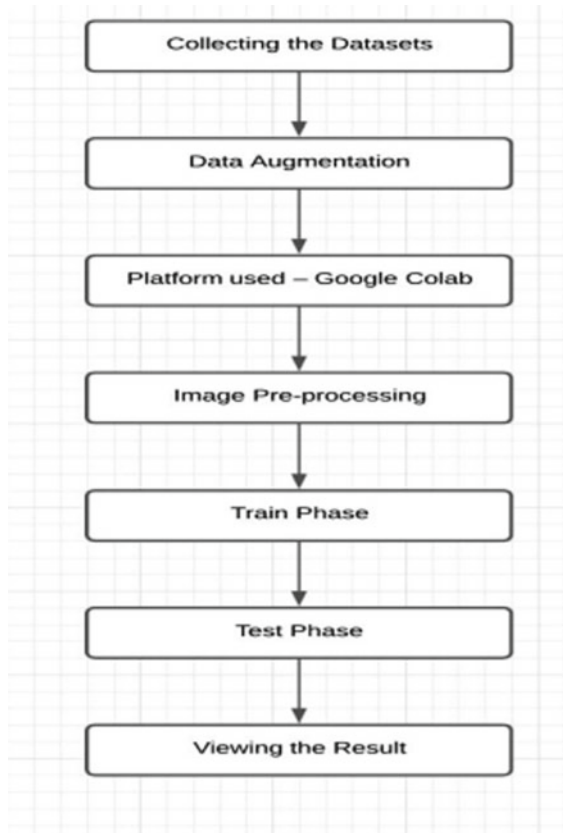 Collecting the Datasets
Data Augmentation
Platform used – Google Colab
Image Pre-processing
Train Phase
Test Phase
Viewing the Result